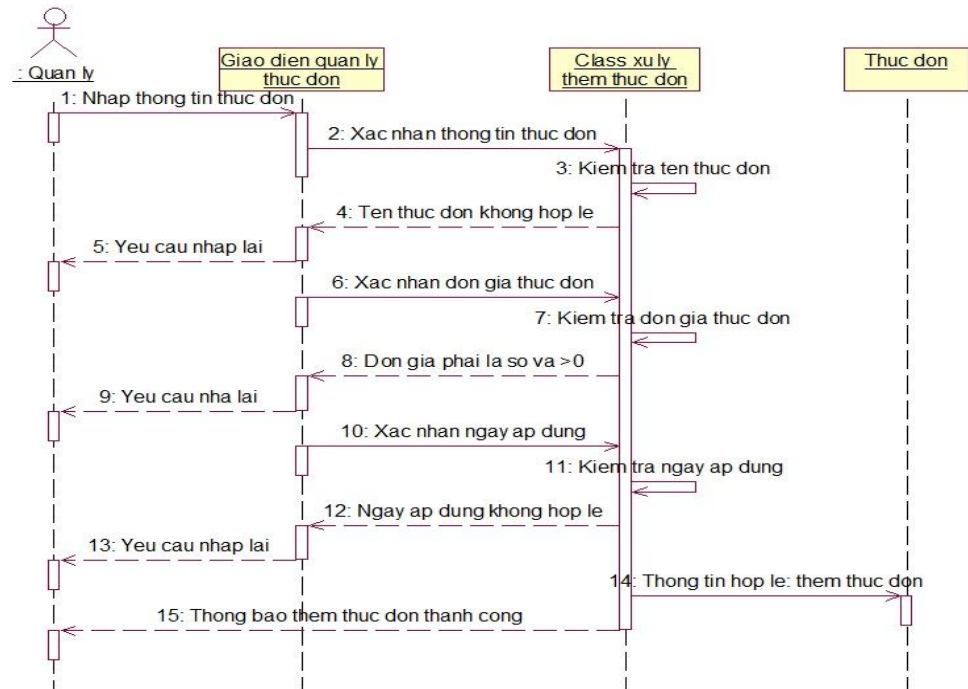 : Quan ly
Giao dien quan ly
thuc don
Class xu ly
them thuc don
Thuc don
1: Nhap thong tin thuc don
2: Xac nhan thong tin thuc don
3: Kiem tra ten thuc don
4: Ten thuc don khong hop le
5: Yeu cau nhap lai
6: Xac nhan don gia thuc don
7: Kiem tra don gia thuc don
8: Don gia phai la so va >0
9: Yeu cau nha lai
10: Xac nhan ngay ap dung
11: Kiem tra ngay ap dung
12: Ngay ap dung khong hop le
13: Yeu cau nhap lai
14: Thong tin hop le: them thuc don
15: Thong bao them thuc don thanh cong